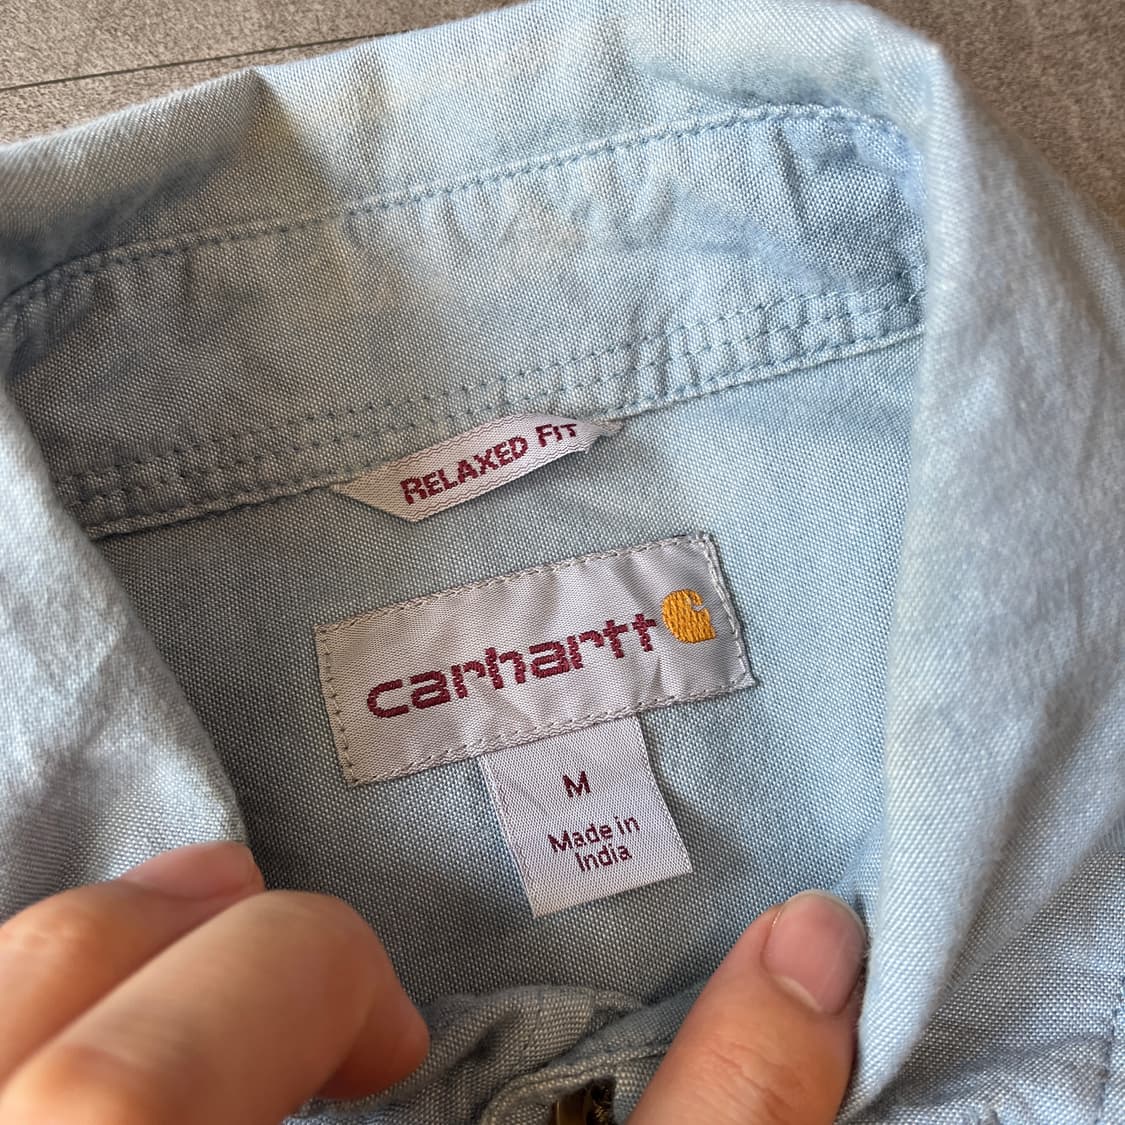 RELAXED FIT
carhartt
M
Made in
India